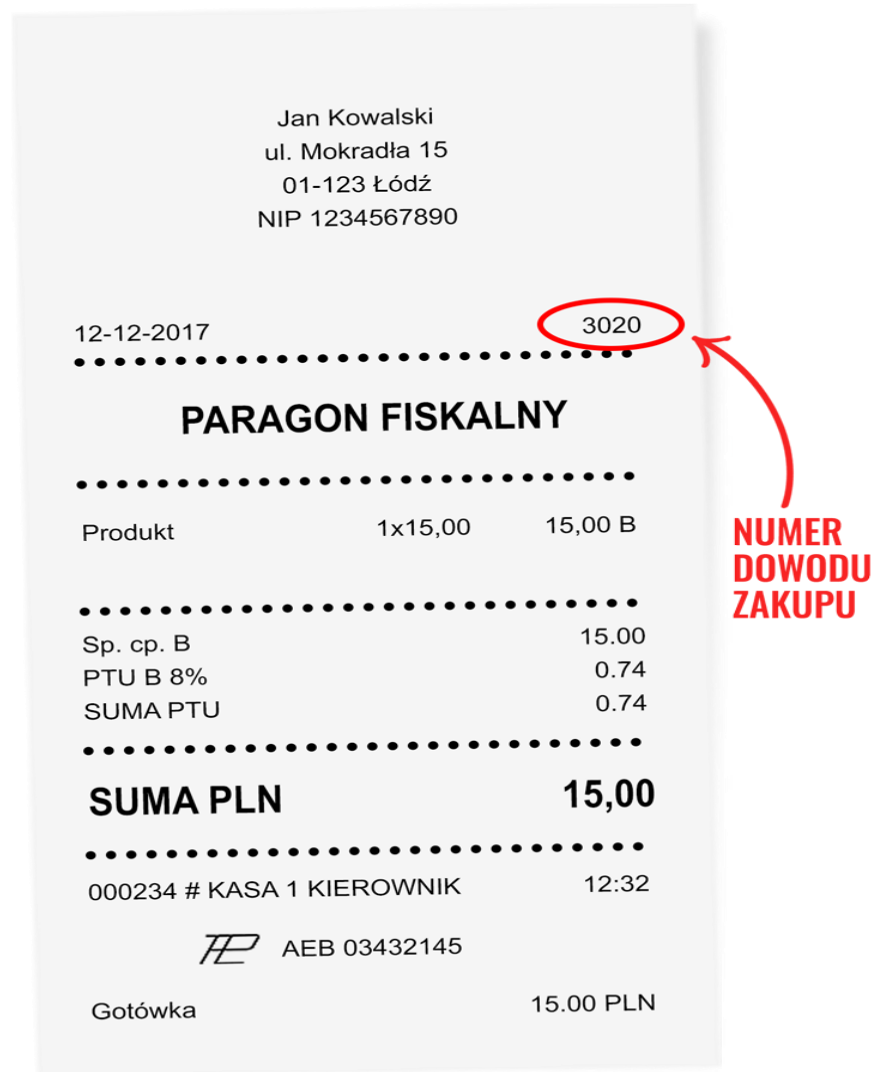 Jan Kowalski
ul. Mokradła 15
01-123 Łódź
NIP 1234567890
12-12-2017 3020
PARAGON FISKALNY
Produkt 1x15,00 15,00 B
NUMER
DOWODU
ZAKUPU
Sp. cp. B 15.00
PTU B 8% 0.74
SUMA PTU 0.74
SUMA PLN 15,00
000234 # KASA 1 KIEROWNIK 12:32
AEB 03432145
Gotówka 15.00 PLN